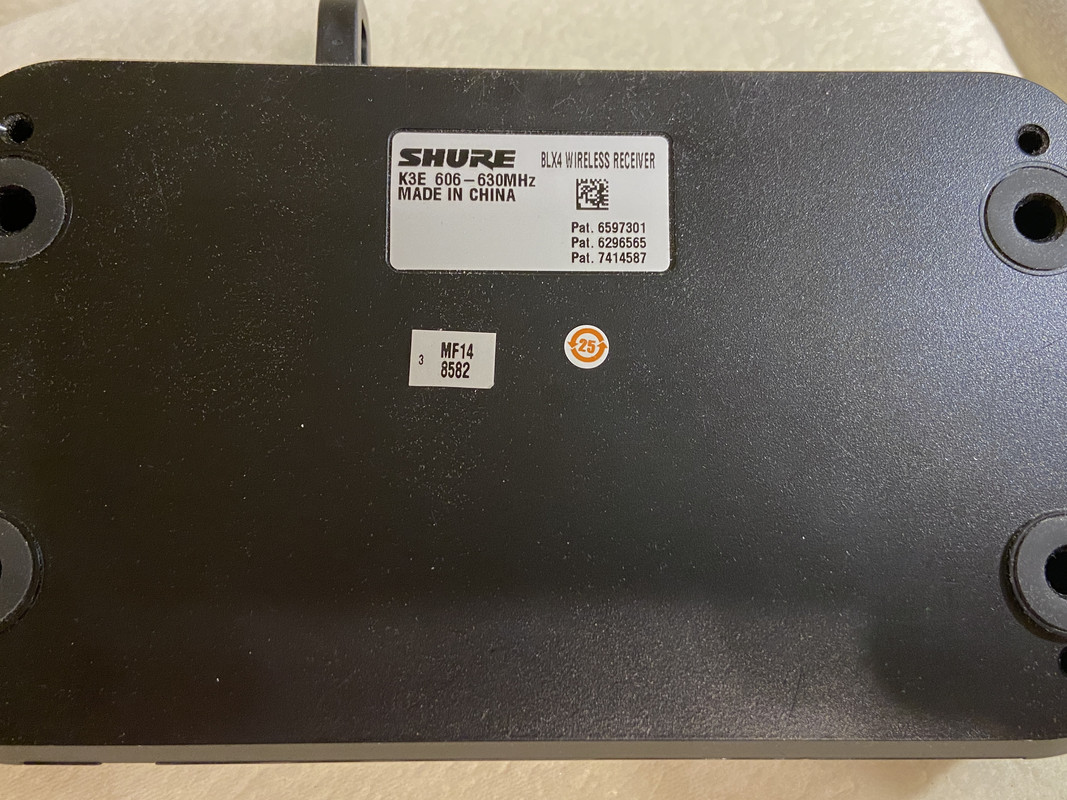 SHURE BLX4 WIRELESS RECEIVER
K3E 606–630MHz
MADE IN CHINA
Pat. 6597301
Pat. 6296565
Pat. 7414587
3 MF14
8582
25